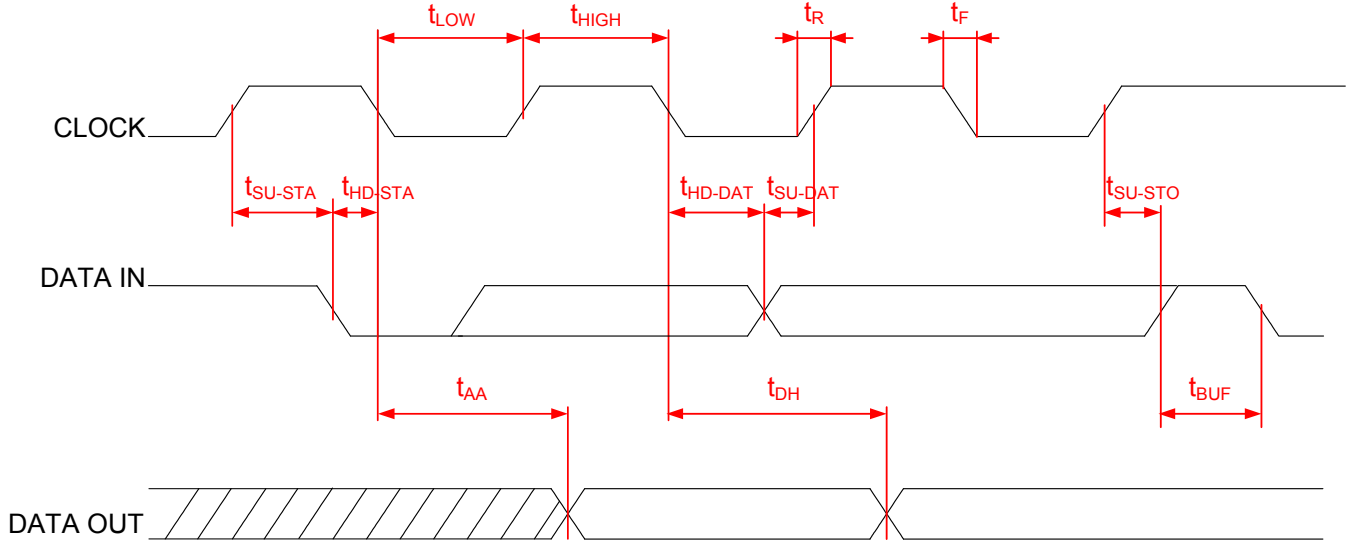 tLOW tHIGH tR tF
CLOCK
tSU-STA tHD-STA tHD-DAT tSU-DAT tSU-STO
DATA IN
tAA tDH tBUF
DATA OUT